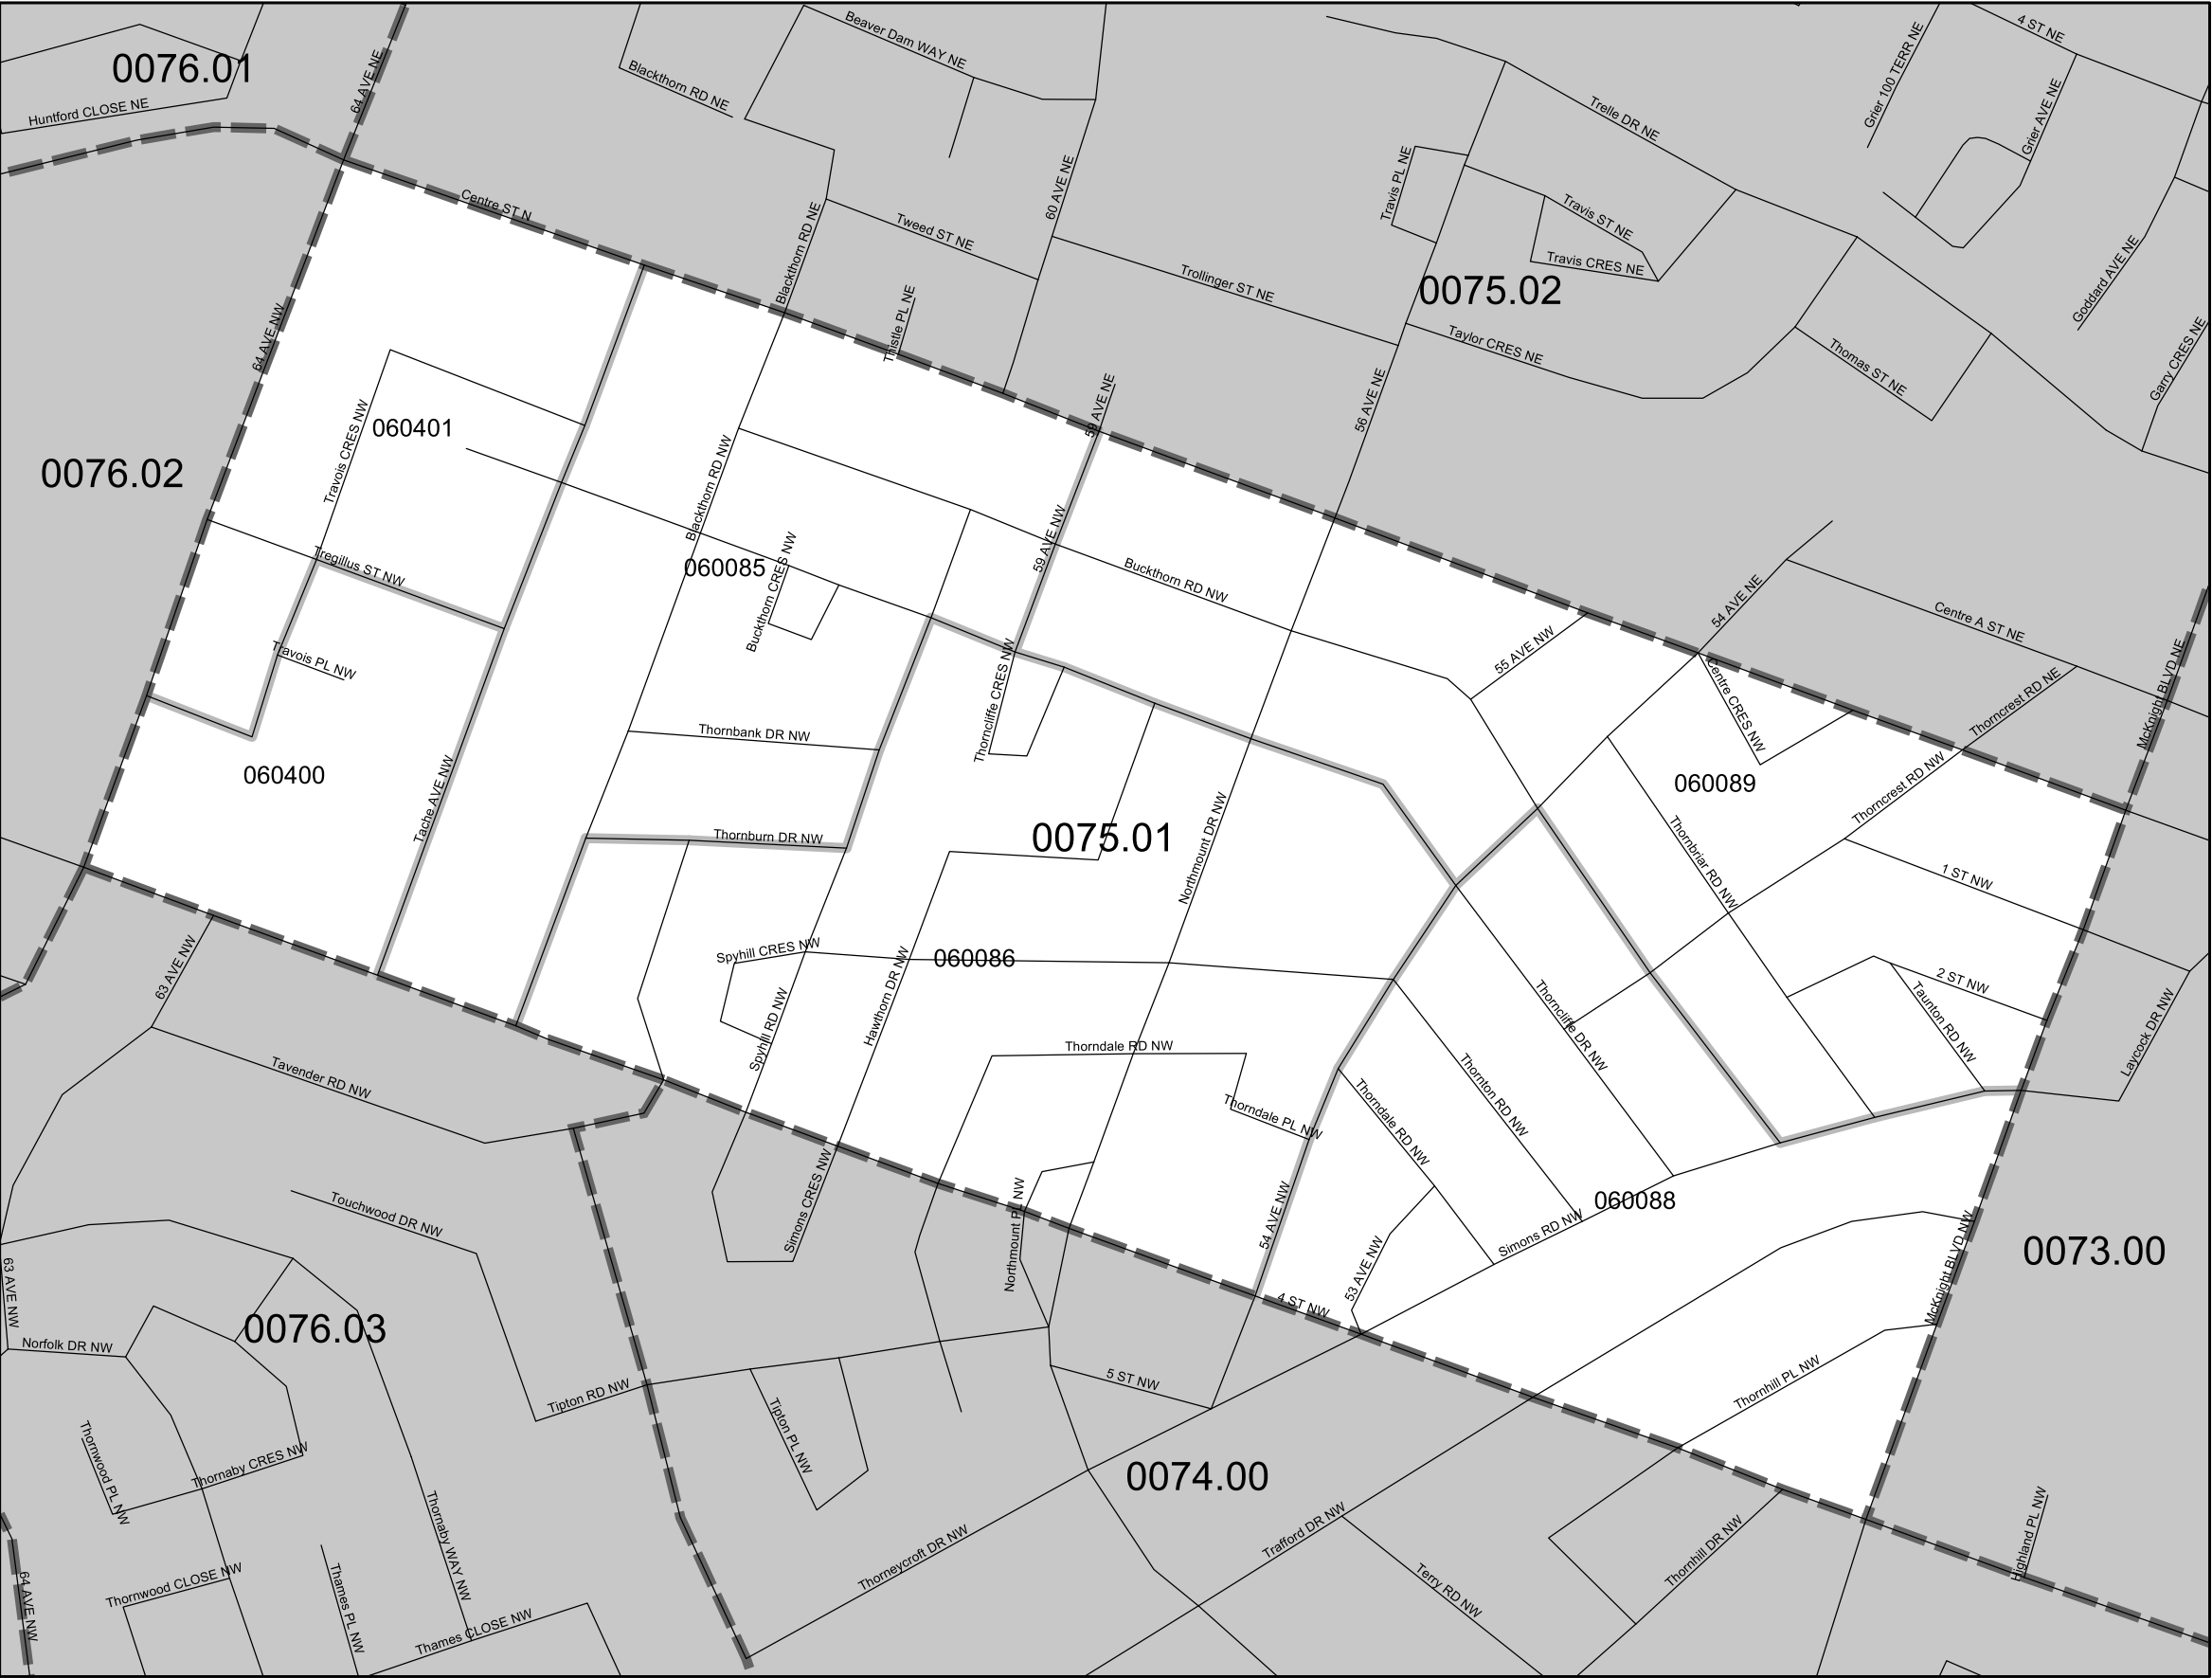 0076.01
Huntford CLOSE NE
64 AVE NE
Beaver Dam WAY NE
Blackthorn RD NE
4 ST NE
Grier 100 TERR NE
Grier AVE NE
Trelle DR NE
Centre ST N
Blackthorn RD NE
Tweed ST NE
60 AVE NE
Travis PL NE
Travis ST NE
Travis CRES NE
0075.02
Trollinger ST NE
Goddard AVE NE
Thistle PL NE
Taylor CRES NE
Thomas ST NE
Garry CRES NE
64 AVE NW
59 AVE NE
56 AVE NE
0076.02
060401
Travois CRES NW
Blackthorn RD NW
Tregillus ST NW
060085
Buckthorn CRES NW
59 AVE NW
Buckthorn RD NW
54 AVE NE
Centre A ST NE
55 AVE NW
Travois PL NW
Thorncliffe CRES NW
Centre CRES NW
Thorncrest RD NE
McKnight BLVD NE
Thornbank DR NW
060400
060089
Thorncrest RD NW
Tache AVE NW
Thornburn DR NW
0075.01
Northmount DR NW
Thornbriar RD NW
1 ST NW
Spyhill CRES NW
060086
63 AVE NW
Hawthorn DR NW
Spyhill RD NW
2 ST NW
Taunton RD NW
Thorncliffe DR NW
Laycock DR NW
Tavender RD NW
Thorndale RD NW
Thornton RD NW
Thorndale PL NW
Thorndale RD NW
Touchwood DR NW
Simons CRES NW
Northmount PL NW
54 AVE NW
53 AVE NW
Simons RD NW
060088
McKnight BLVD NW
0073.00
63 AVE NW
0076.03
4 ST NW
Norfolk DR NW
Tipton RD NW
5 ST NW
Thornhill PL NW
Tipton PL NW
Thornwood PL NW
Thornaby CRES NW
0074.00
Thornaby WAY NW
Thorneycroft DR NW
Trafford DR NW
Terry RD NW
Thornhill DR NW
Highland PL NW
64 AVE NW
Thornwood CLOSE NW
Thames PL NW
Thames CLOSE NW